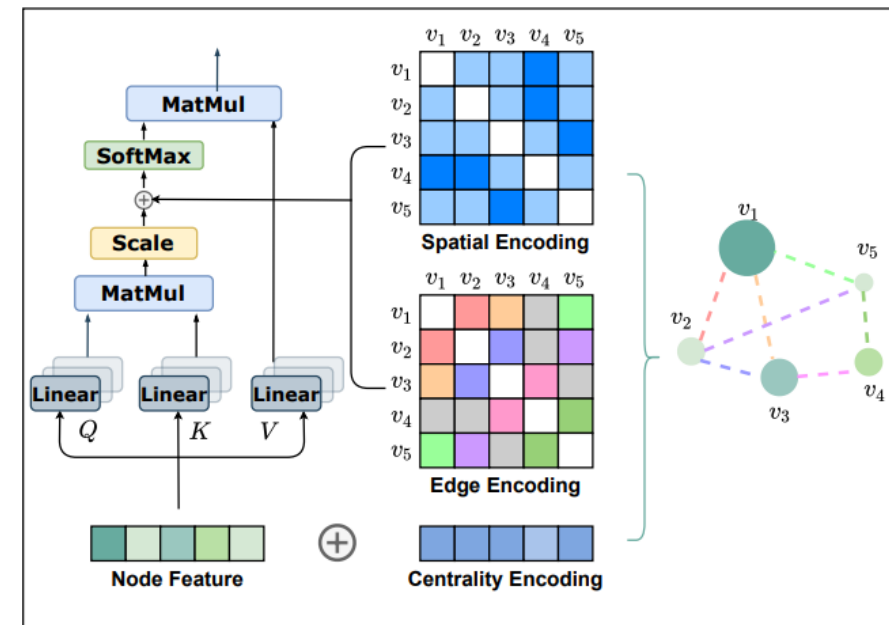 MatMul
SoftMax
Scale
MatMul
Linear
Linear
Linear
Q
K
V
Node Feature
v₁ v₂ v₃ v₄ v₅
v₁
v₂
v₃
v₄
v₅
Spatial Encoding
v₁ v₂ v₃ v₄ v₅
v₁
v₂
v₃
v₄
v₅
Edge Encoding
Centrality Encoding
v₁
v₅
v₂
v₃
v₄